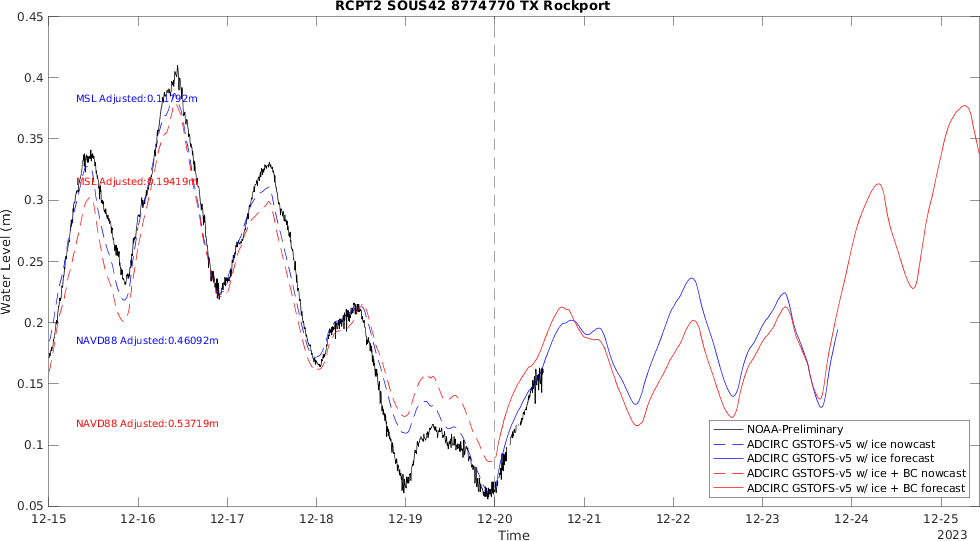 RCPT2 SOUS42 8774770 TX Rockport
0.45
0.4
0.35
0.3
0.25
0.2
0.15
0.1
0.05
Water Level (m)
MSL Adjusted:0.11792m
MSL Adjusted:0.19419m
NAVD88 Adjusted:0.46092m
NAVD88 Adjusted:0.53719m
NOAA-Preliminary
ADCIRC GSTOFS-v5 w/ ice nowcast
ADCIRC GSTOFS-v5 w/ ice forecast
ADCIRC GSTOFS-v5 w/ ice + BC nowcast
ADCIRC GSTOFS-v5 w/ ice + BC forecast
12-15 12-16 12-17 12-18 12-19 12-20 12-21 12-22 12-23 12-24 12-25
Time
2023